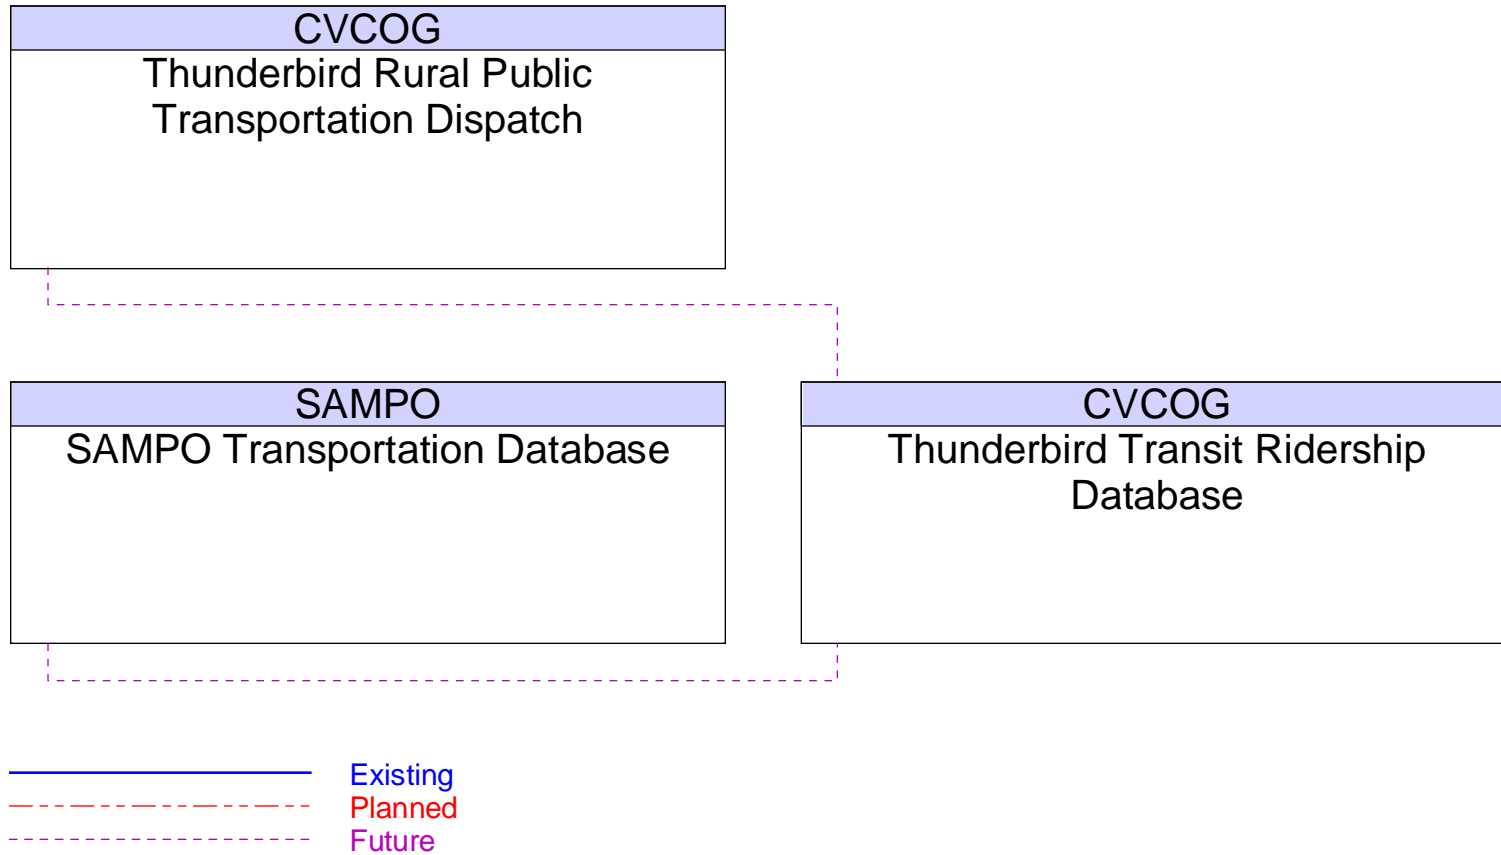 CVCOG
Thunderbird Rural Public
Transportation Dispatch
SAMPO
SAMPO Transportation Database
CVCOG
Thunderbird Transit Ridership
Database
Existing
Planned
Future